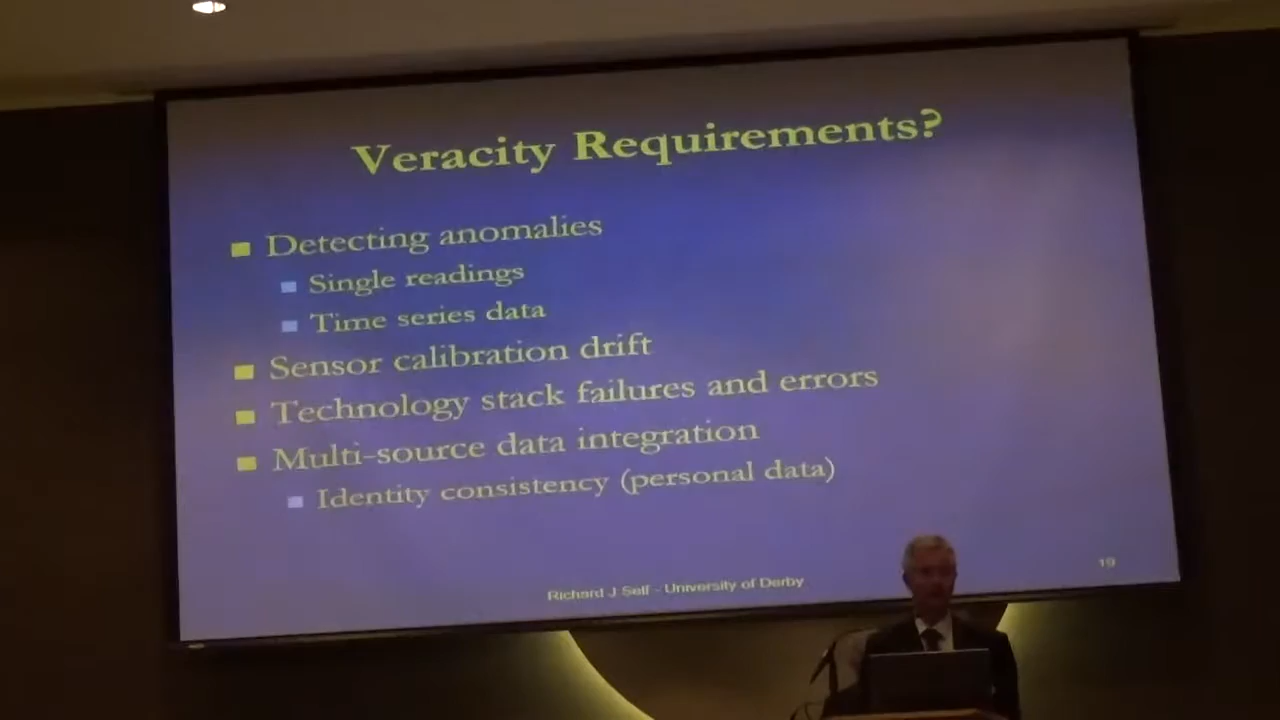 Veracity Requirements?
Detecting anomalies
Single readings
Time series data
Sensor calibration drift
Technology stack failures and errors
Multi-source data integration
Identity consistency (personal data)
Richard J Self - University of Derby
19